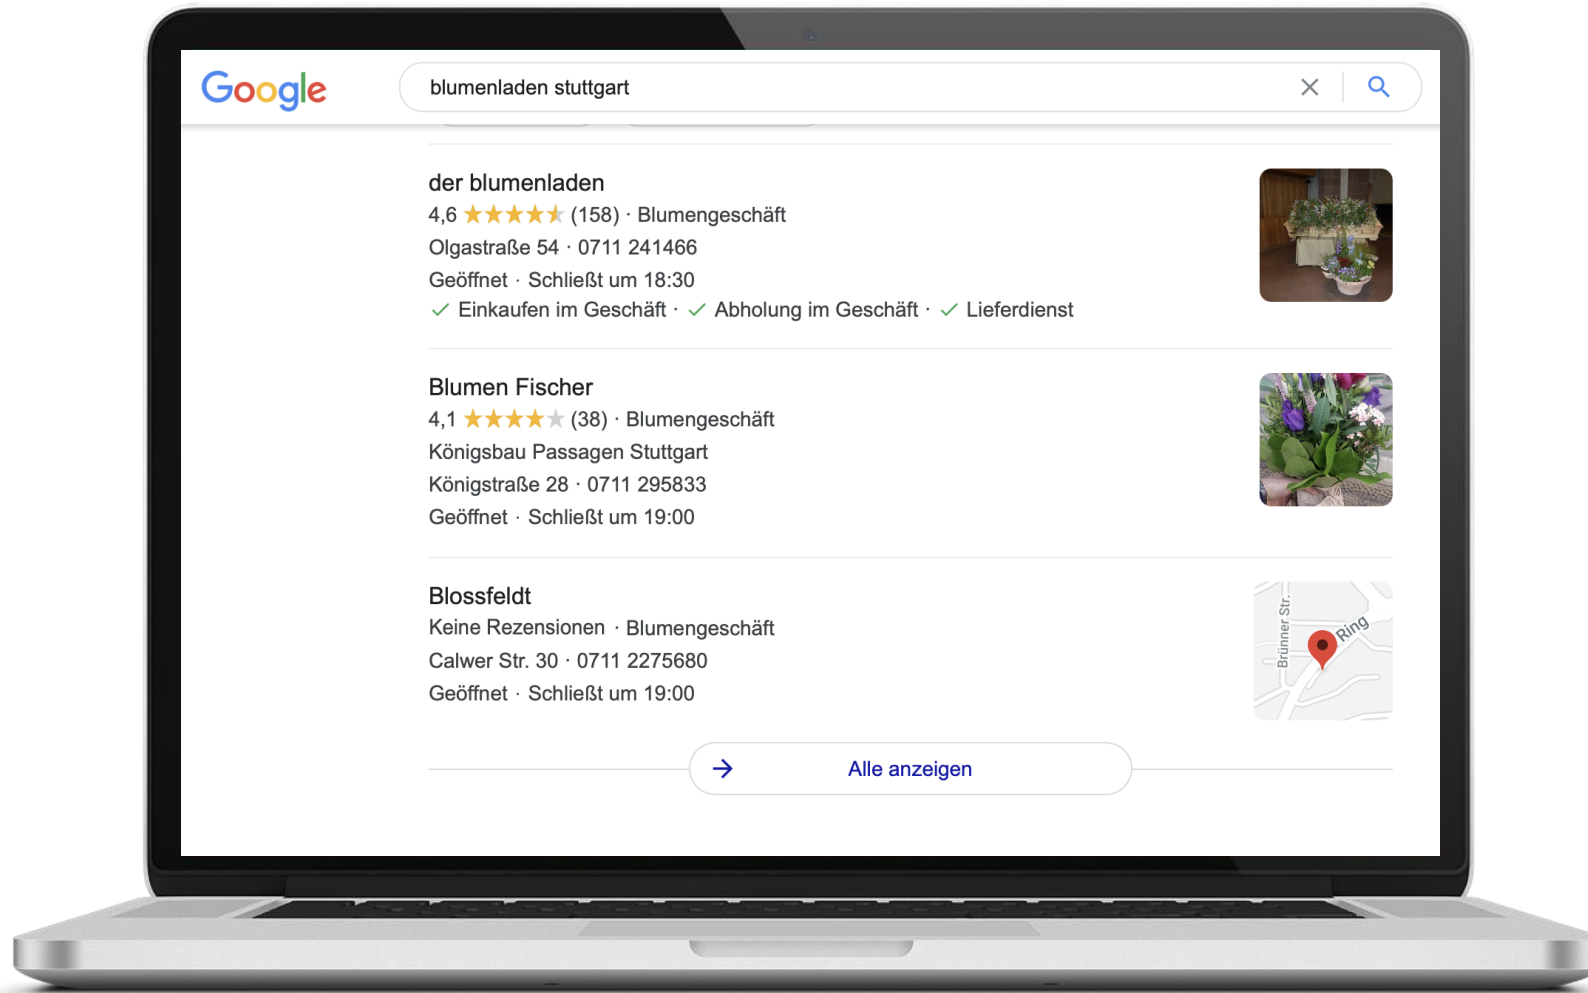 Google
blumenladen stuttgart
der blumenladen
4,6 (158) · Blumengeschäft
Olgastraße 54 · 0711 241466
Geöffnet · Schließt um 18:30
Einkaufen im Geschäft · Abholung im Geschäft · Lieferdienst
Blumen Fischer
4,1 (38) · Blumengeschäft
Königsbau Passagen Stuttgart
Königstraße 28 · 0711 295833
Geöffnet · Schließt um 19:00
Blossfeldt
Keine Rezensionen · Blumengeschäft
Calwer Str. 30 · 0711 2275680
Geöffnet · Schließt um 19:00
Brünner Str.
Ring
Alle anzeigen